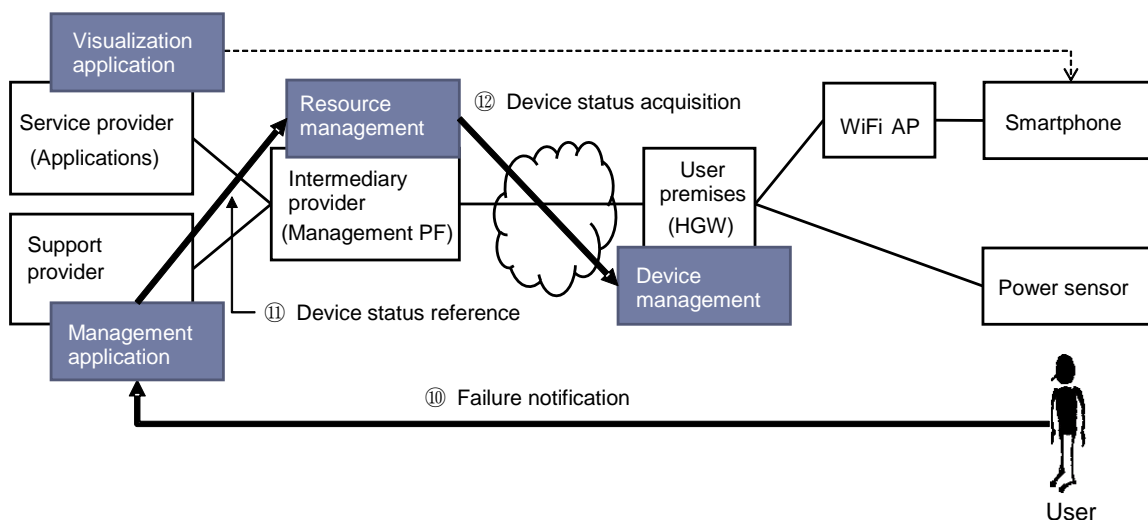 Visualization
application
Service provider
(Applications)
Support
provider
Management
application
Resource
management
Intermediary
provider
(Management PF)
⑪ Device status reference
⑫ Device status acquisition
User
premises
(HGW)
Device
management
WiFi AP
Smartphone
Power sensor
⑩ Failure notification
User